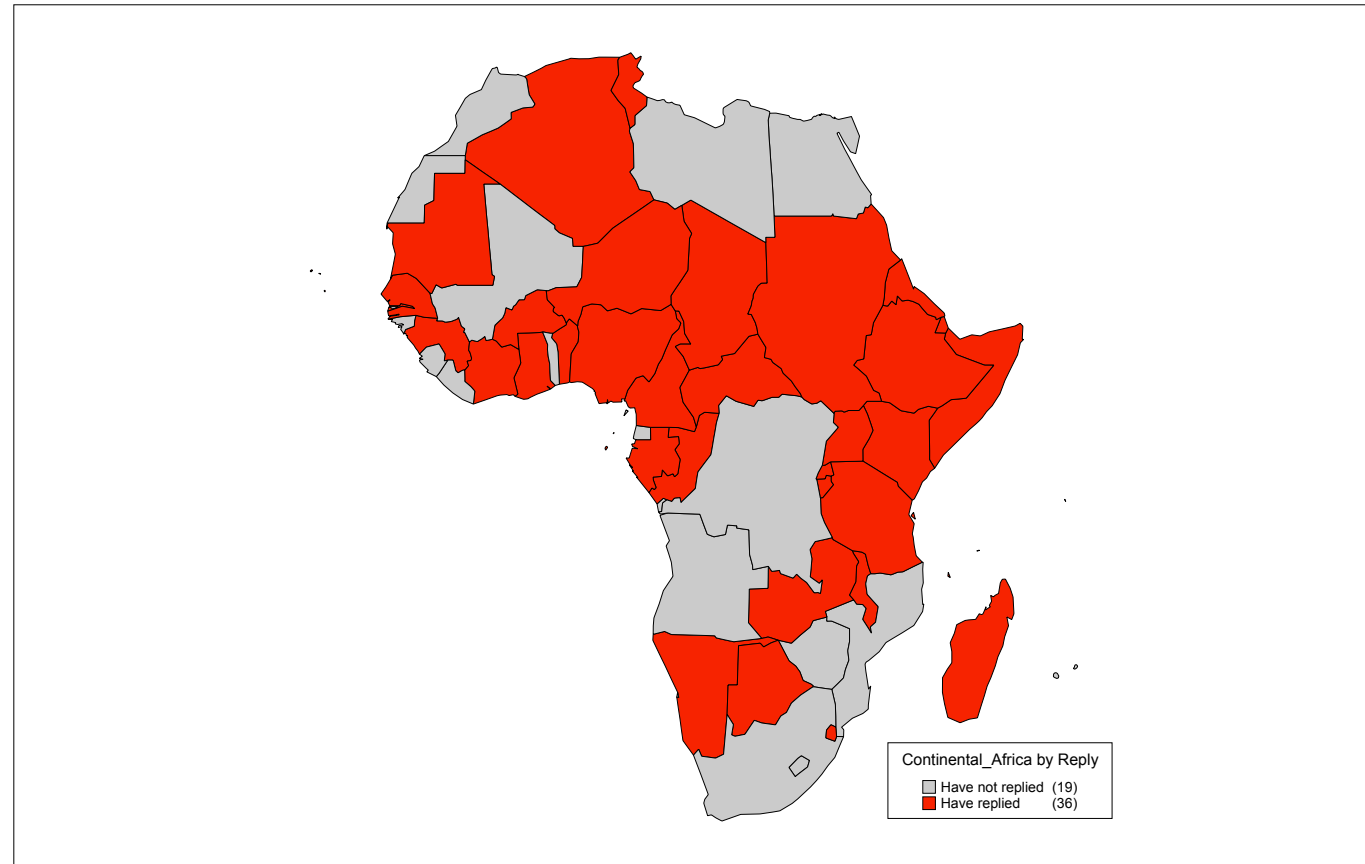 Continental_Africa by Reply
Have not replied (19)
Have replied (36)